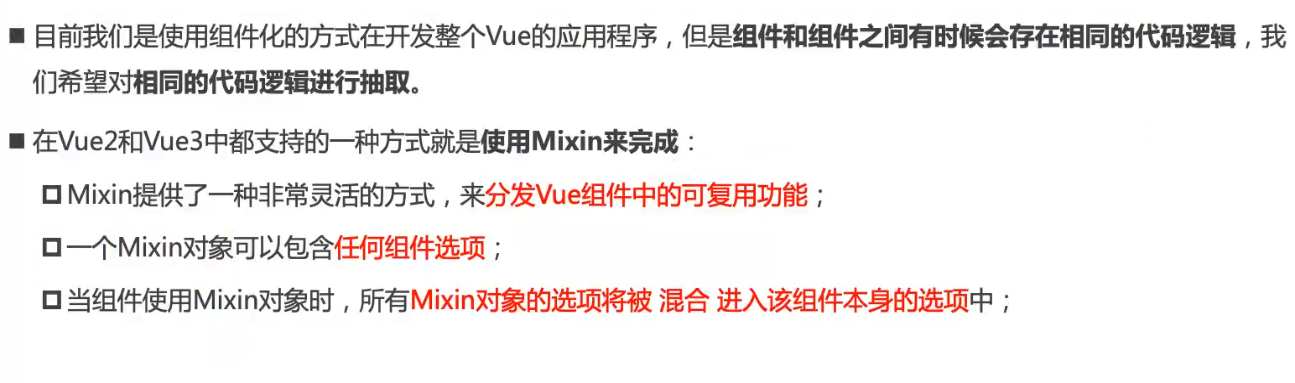 ■ 目前我们是使用组件化的方式在开发整个Vue的应用程序，但是组件和组件之间有时候会存在相同的代码逻辑，我
们希望对相同的代码逻辑进行抽取。
■ 在Vue2和Vue3中都支持的一种方式就是使用Mixin来完成：
Mixin提供了一种非常灵活的方式，来分发Vue组件中的可复用功能；
一个Mixin对象可以包含任何组件选项；
当组件使用Mixin对象时，所有Mixin对象的选项将被 混合 进入该组件本身的选项中；